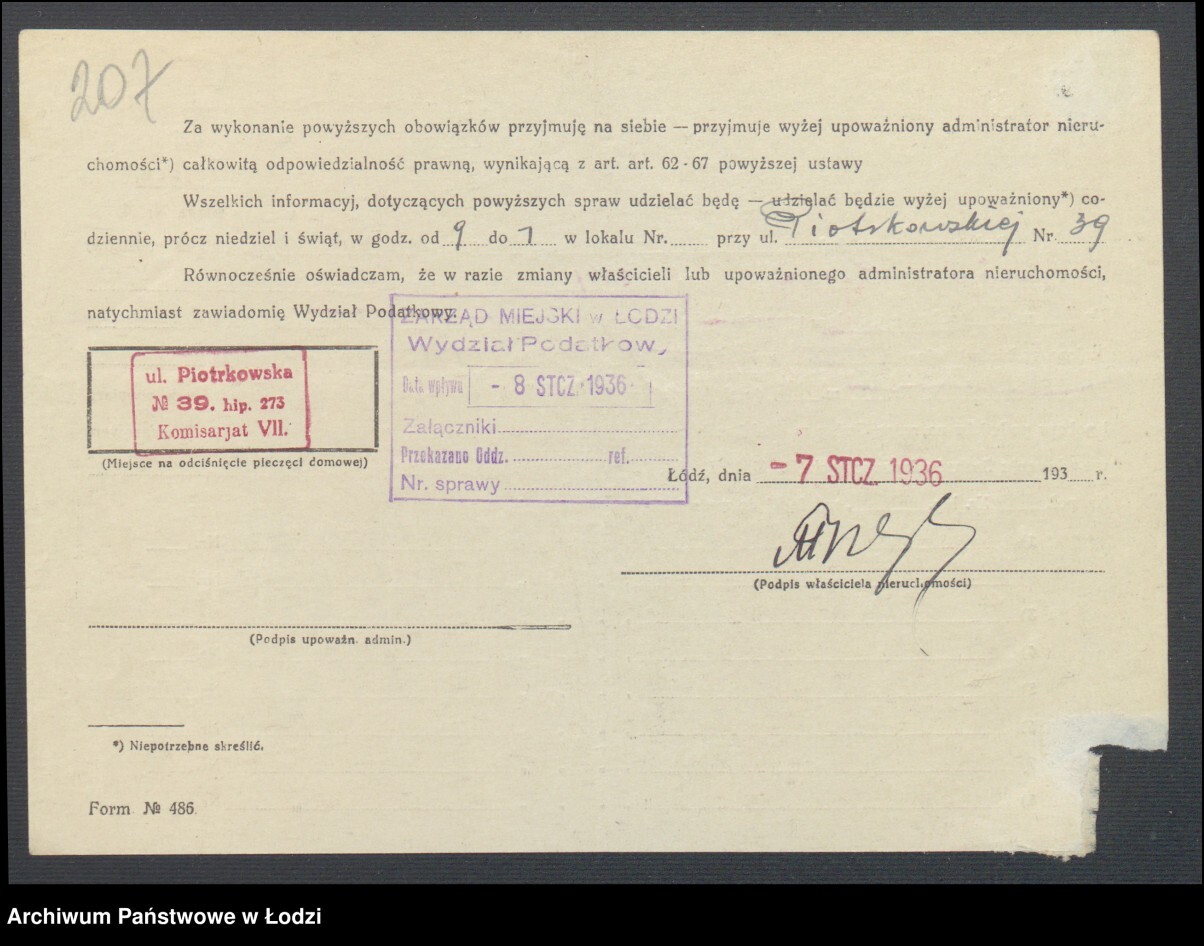 207
Za wykonanie powyższych obowiązków przyjmuję na siebie — przyjmuje wyżej upoważniony administrator nieru-
chomości*) całkowitą odpowiedzialność prawną, wynikającą z art. art. 62 - 67 powyższej ustawy
Wszelkich informacyj, dotyczących powyższych spraw udzielać będę — udzielać będzie wyżej upoważniony*) co-
dziennie, prócz niedziel i świąt, w godz. od 9 do 1 w lokalu Nr. przy ul. Piotrkowskiej Nr. 39
Równocześnie oświadczam, że w razie zmiany właścicieli lub upoważnionego administratora nieruchomości,
natychmiast zawiadomię Wydział Podatkowy.
ZARZĄD MIEJSKI w ŁODZI
Wydział Podatkowy
Data wpływu - 8 STCZ. 1936
Załączniki
Przekazano Oddz. ref.
Nr. sprawy
ul. Piotrkowska
№ 39. hip. 273
Komisarjat VII.
(Miejsce na odciśnięcie pieczęci domowej)
Łódź, dnia - 7 STCZ. 1936 193 r.
(Podpis właściciela nieruchomości)
(Podpis upoważn. admin.)
*) Niepotrzebne skreślić.
Form. № 486.
Archiwum Państwowe w Łodzi